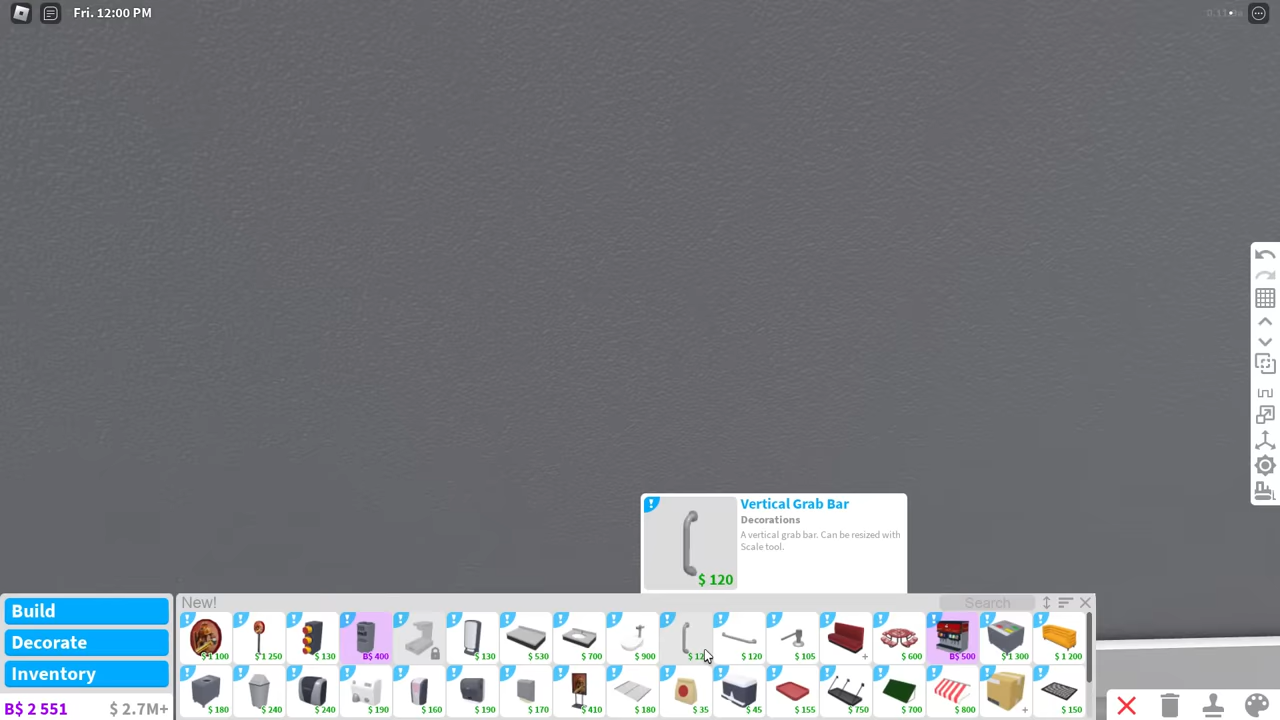 Fri. 12:00 PM
Vertical Grab Bar
Decorations
A vertical grab bar. Can be resized with
Scale tool.
$ 120
New!
Search
Build
Decorate
Inventory
B$ 2 551
$ 2.7M+
$ 1 100
$ 1 250
$ 130
B$ 400
$ 130
$ 530
$ 700
$ 900
$ 120
$ 105
$ 600
B$ 500
$ 1 300
$ 1 200
$ 180
$ 240
$ 240
$ 190
$ 160
$ 190
$ 170
$ 410
$ 180
$ 35
$ 45
$ 155
$ 750
$ 700
$ 800
$ 150